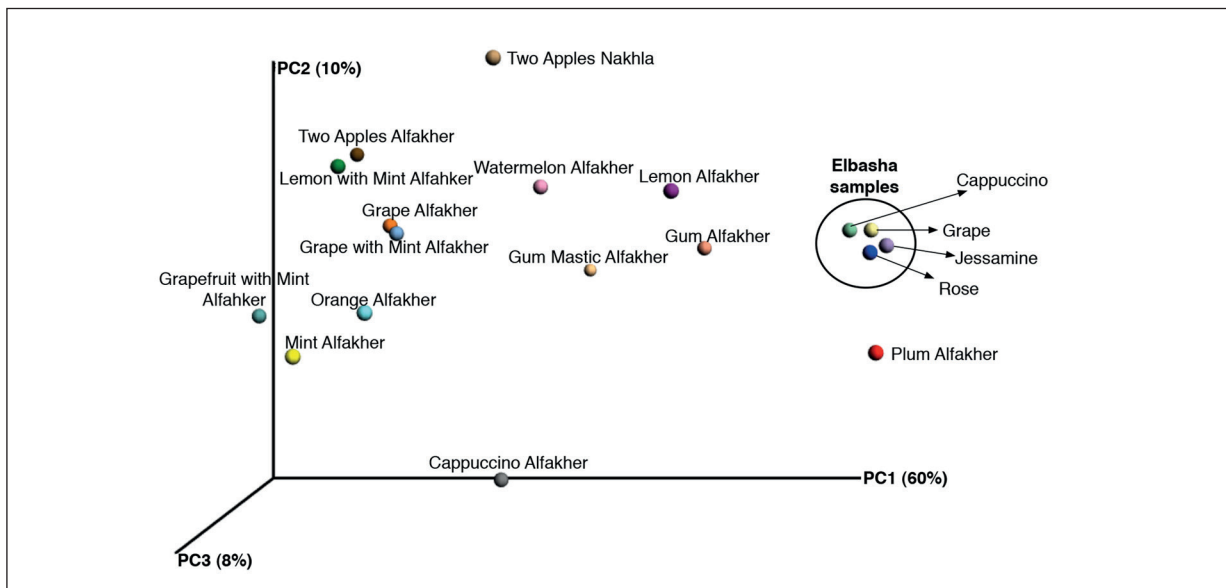 Two Apples Nakhla
PC2 (10%)
Two Apples Alfakher
Lemon with Mint Alfahker
Watermelon Alfakher
Lemon Alfakher
Elbasha
samples
Cappuccino
Grape
Jessamine
Rose
Grape Alfakher
Grape with Mint Alfakher
Gum Alfakher
Gum Mastic Alfakher
Grapefruit with Mint
Alfahker
Orange Alfakher
Mint Alfakher
Plum Alfakher
Cappuccino Alfakher
PC1 (60%)
PC3 (8%)